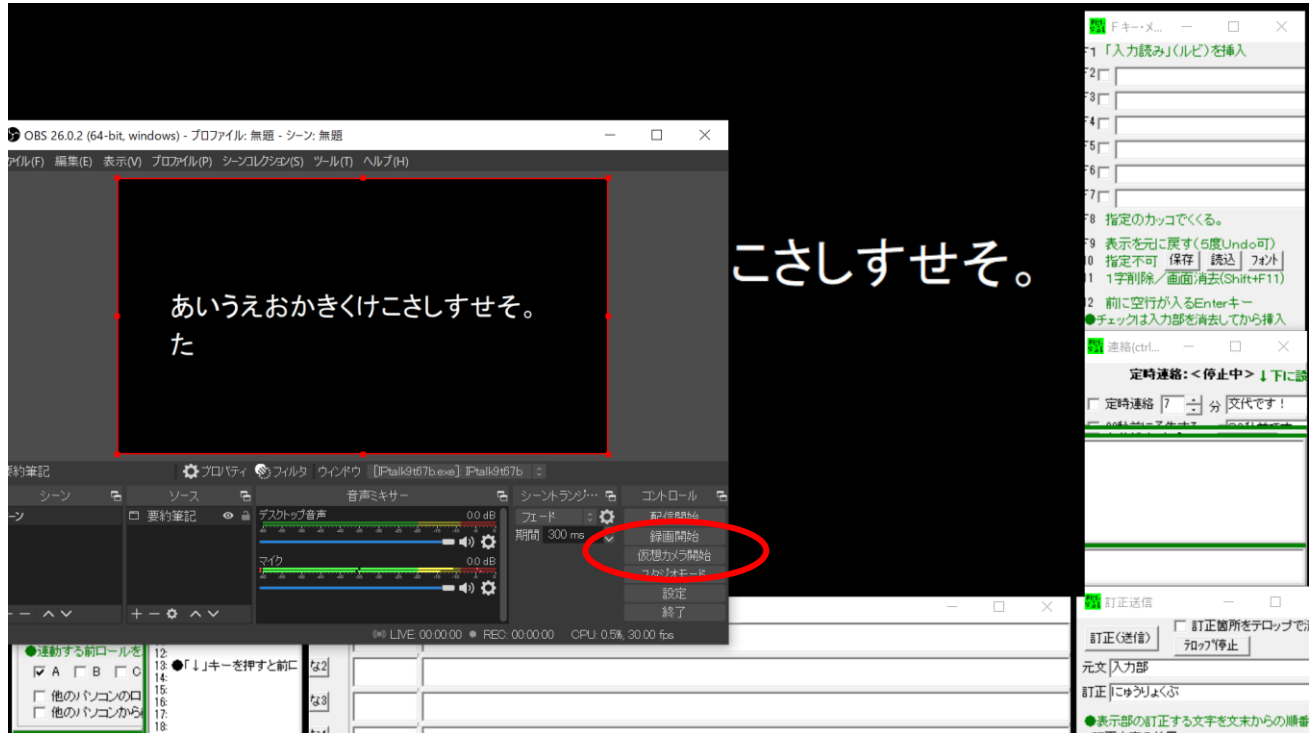 Fキー・メ...
F1 「入力読み」(ルビ)を挿入
F2
F3
F4
F5
F6
F7
F8 指定のカッコでくくる。
F9 表示を元に戻す(5度Undo可)
指定不可 保存 読込 フォント
1字削除/画面消去(Shift+F11)
前に空行が入るEnterキー
●チェックは入力部を消去してから挿入
OBS 26.0.2 (64-bit, windows) - プロファイル: 無題 - シーン: 無題
ファイル(F) 編集(E) 表示(V) プロファイル(P) シーンコレクション(S) ツール(T) ヘルプ(H)
あいうえおかきくけこさしすせそ。
た
こさしすせそ。
連絡(ctrl...
定時連絡:<停止中> ↓下に設
定時連絡 7 分 交代です!
要約筆記 プロパティ フィルタ ウィンドウ [IPtalk9t67b.exe]: IPtalk9t67b
シーン ソース 音声ミキサー シーントランジ… コントロール
要約筆記
デスクトップ音声 0.0 dB
マイク 0.0 dB
フェード
期間 300 ms
配信開始
録画開始
仮想カメラ開始
スタジオモード
設定
終了
LIVE: 00:00:00 REC: 00:00:00 CPU: 0.5%, 30.00 fps
●連動する前ロールを
A B C
他のパソコンのロ
他のパソコンから
12:
13: ●「↓」キーを押すと前ロ
14:
15:
16:
17:
18:
な2
な3
訂正送信
訂正(送信) 訂正箇所をテロップで流
テロップ停止
元文 入力部
訂正 にゅうりょくぶ
●表示部の訂正する文字を文末からの順番